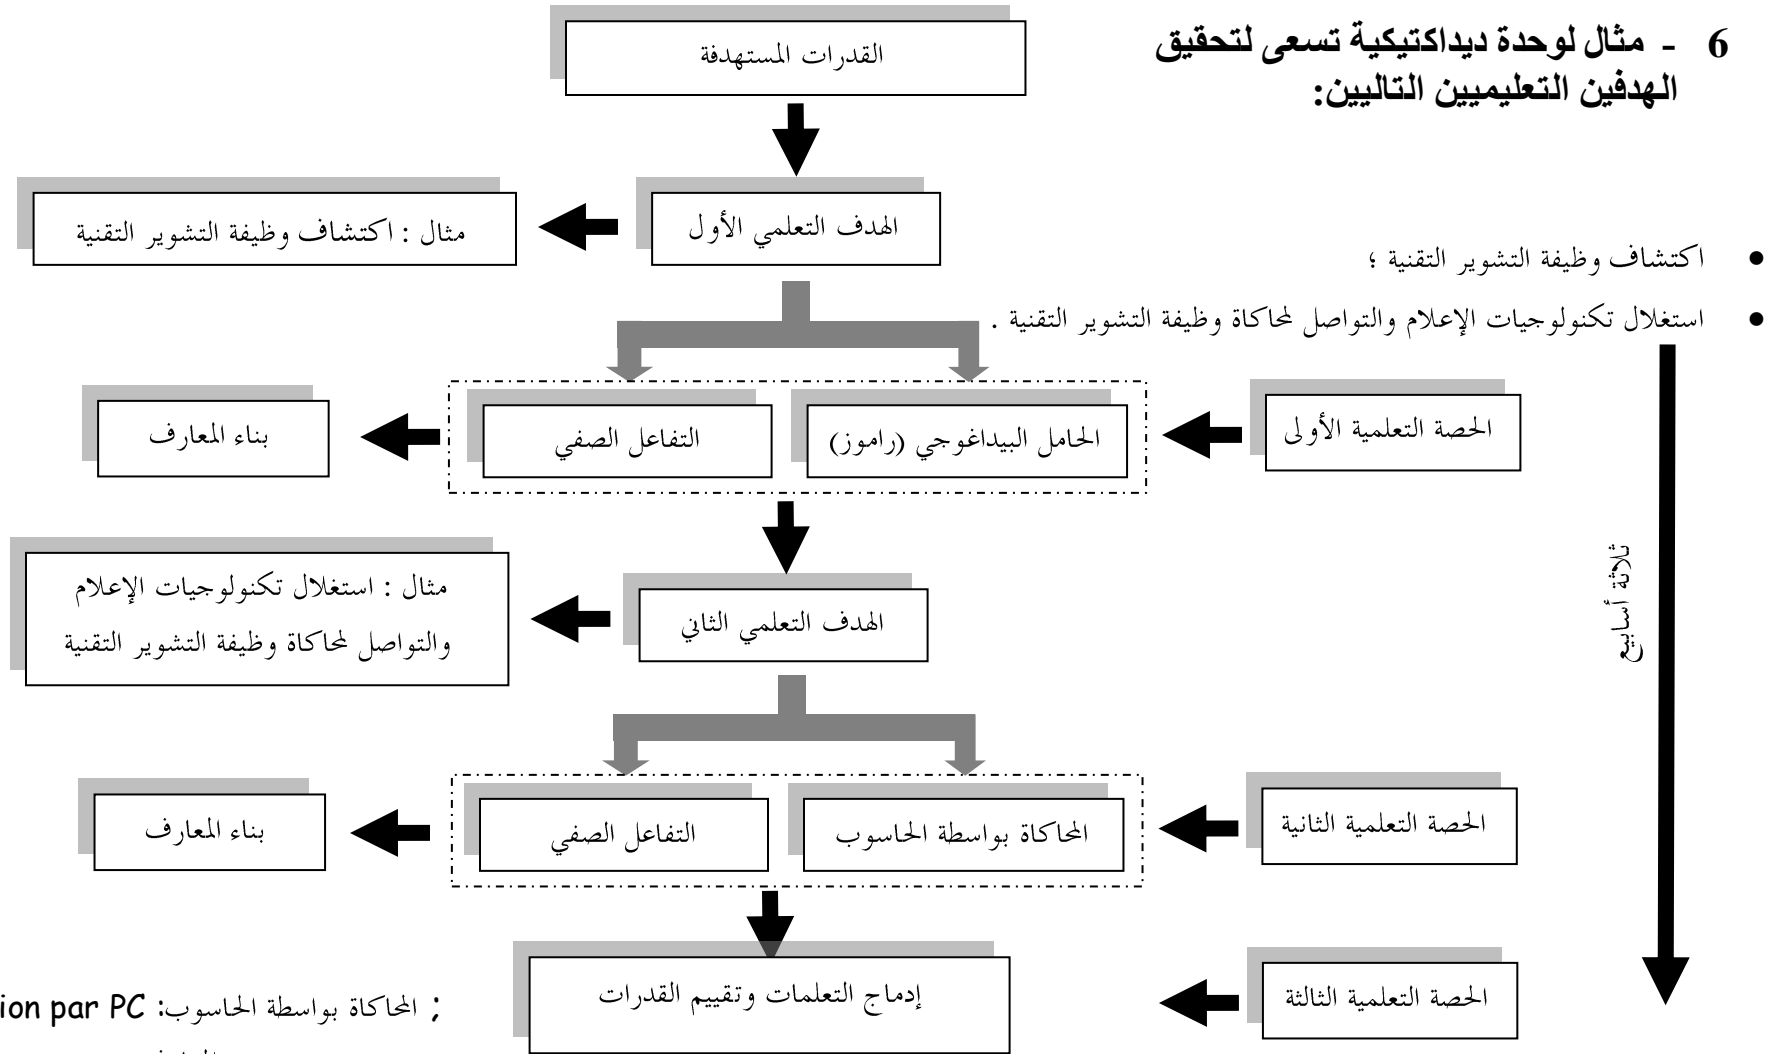 6 - مثال لوحدة ديداكتيكية تسعى لتحقيق
الهدفين التعليميين التاليين:
• اكتشاف وظيفة التشوير التقنية ؛
• استغلال تكنولوجيات الإعلام والتواصل لمحاكاة وظيفة التشوير التقنية .
القدرات المستهدفة
الهدف التعلمي الأول
مثال : اكتشاف وظيفة التشوير التقنية
الحصة التعلمية الأولى
الحامل البيداغوجي (راموز)
التفاعل الصفي
بناء المعارف
الهدف التعلمي الثاني
مثال : استغلال تكنولوجيات الإعلام
والتواصل لمحاكاة وظيفة التشوير التقنية
ثلاثة أسابيع
الحصة التعلمية الثانية
المحاكاة بواسطة الحاسوب
التفاعل الصفي
بناء المعارف
الحصة التعلمية الثالثة
إدماج التعلمات وتقييم القدرات
; المحاكاة بواسطة الحاسوب: ion par PC